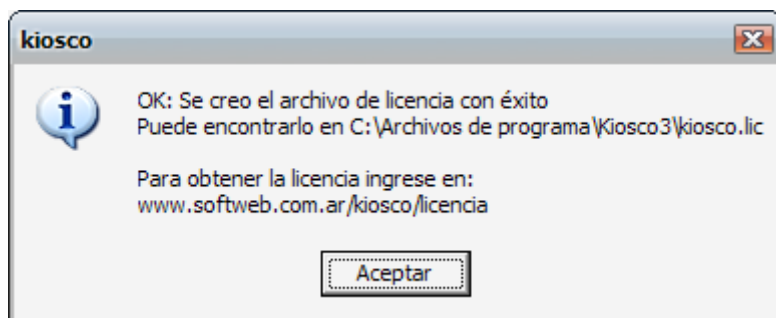 kiosco
OK: Se creo el archivo de licencia con éxito
Puede encontrarlo en C:\Archivos de programa\Kiosco3\kiosco.lic
Para obtener la licencia ingrese en:
www.softweb.com.ar/kiosco/licencia
Aceptar